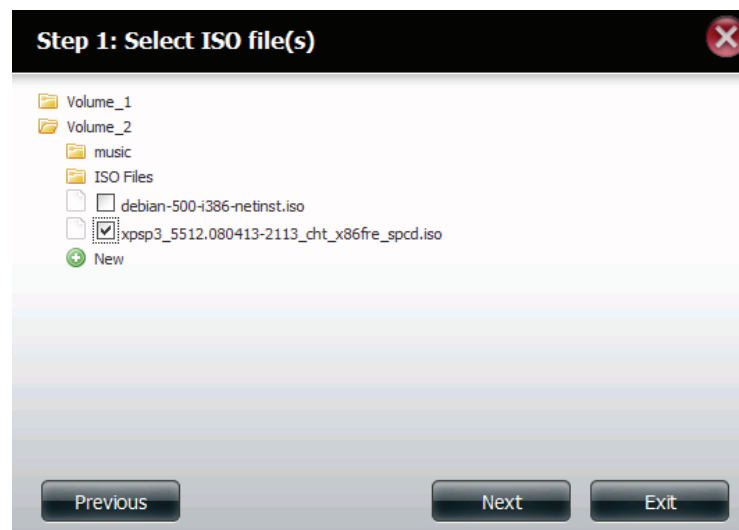 Step 1: Select ISO file(s)
Volume_1
Volume_2
music
ISO Files
debian-500-i386-netinst.iso
xpsp3_5512.080413-2113_cht_x86fre_spcd.iso
New
Previous
Next
Exit